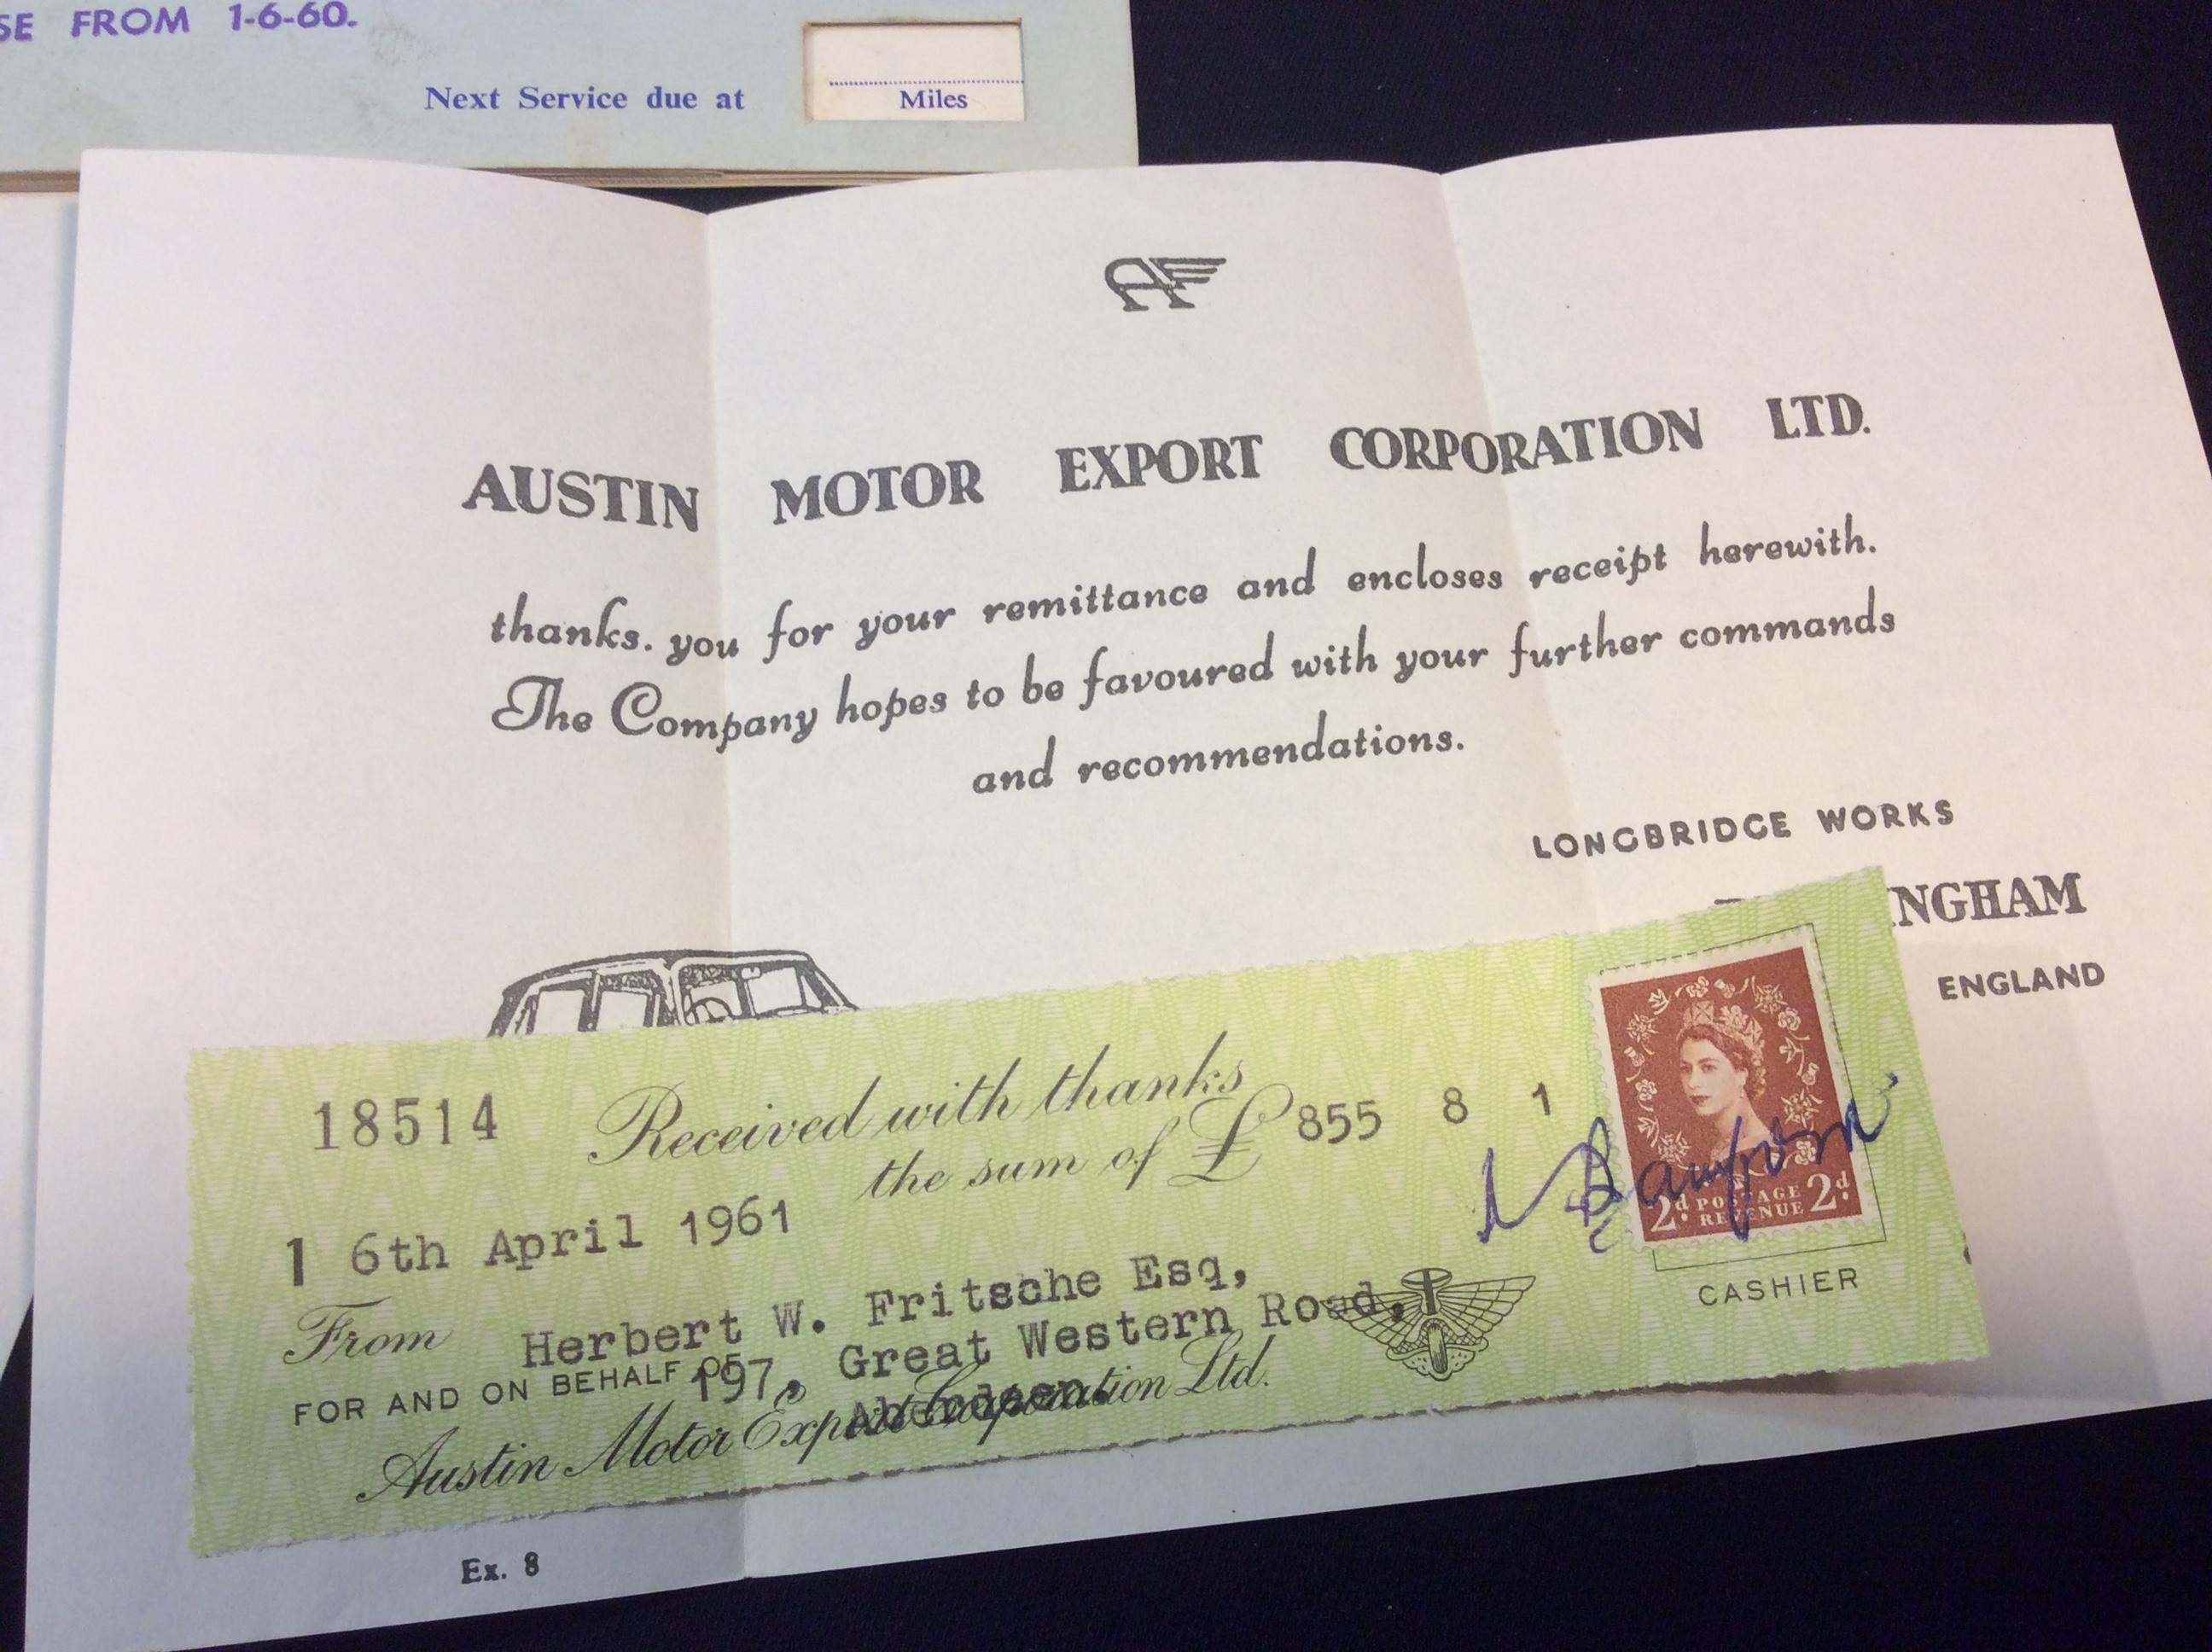 SE FROM 1-6-60.
Next Service due at
Miles
AUSTIN MOTOR EXPORT CORPORATION LTD.
thanks. you for your remittance and encloses receipt herewith.
The Company hopes to be favoured with your further commands
and recommendations.
LONGBRIDGE WORKS
NGHAM
ENGLAND
18514 Received with thanks
the sum of £ 855 8 1
1 6th April 1961
From Herbert W. Fritsche Esq,
197, Great Western Road,
Aberdeen.
FOR AND ON BEHALF OF
Austin Motor Export Corporation Ltd.
2d POSTAGE REVENUE 2d
CASHIER
Ex. 8